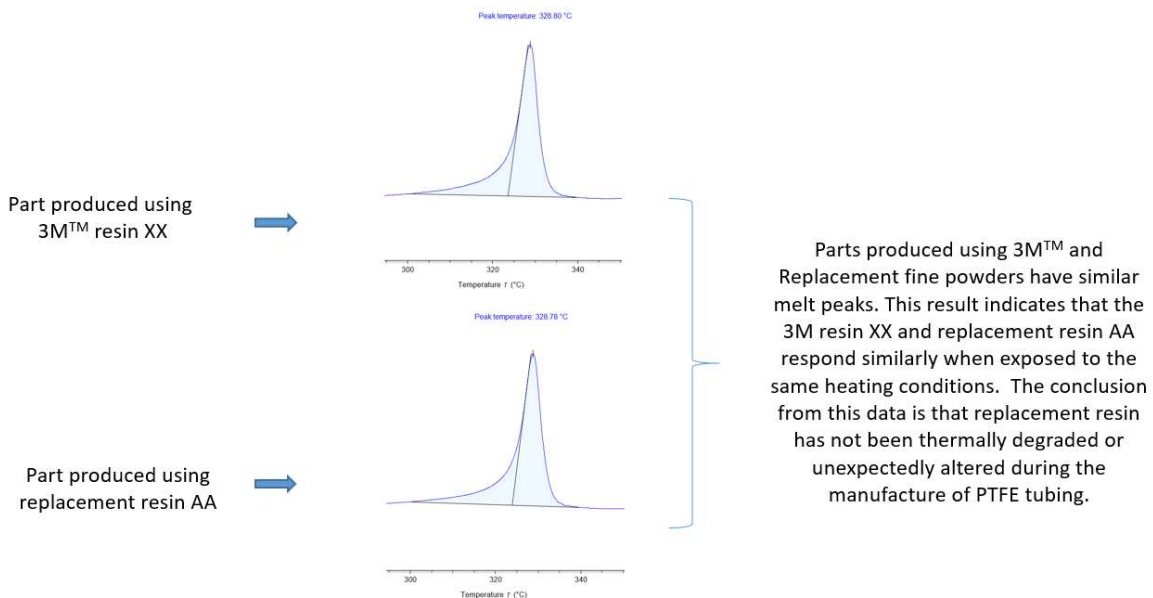 Peak temperature: 328.80 °C
300 320 340
Temperature T (°C)
Part produced using
3M™ resin XX
Peak temperature: 328.78 °C
300 320 340
Temperature T (°C)
Part produced using
replacement resin AA
Parts produced using 3M™ and
Replacement fine powders have similar
melt peaks. This result indicates that the
3M resin XX and replacement resin AA
respond similarly when exposed to the
same heating conditions.  The conclusion
from this data is that replacement resin
has not been thermally degraded or
unexpectedly altered during the
manufacture of PTFE tubing.